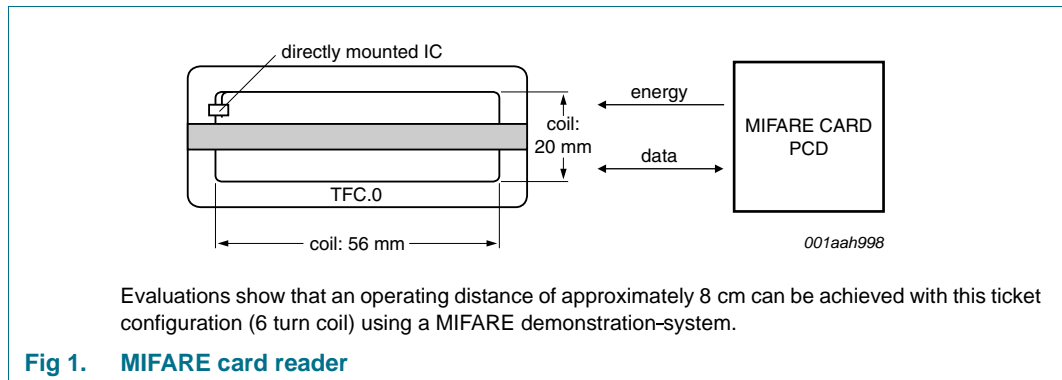 directly mounted IC
energy
coil:
20 mm
MIFARE CARD
PCD
data
TFC.0
coil: 56 mm
001aah998
Evaluations show that an operating distance of approximately 8 cm can be achieved with this ticket
configuration (6 turn coil) using a MIFARE demonstration-system.
Fig 1. MIFARE card reader